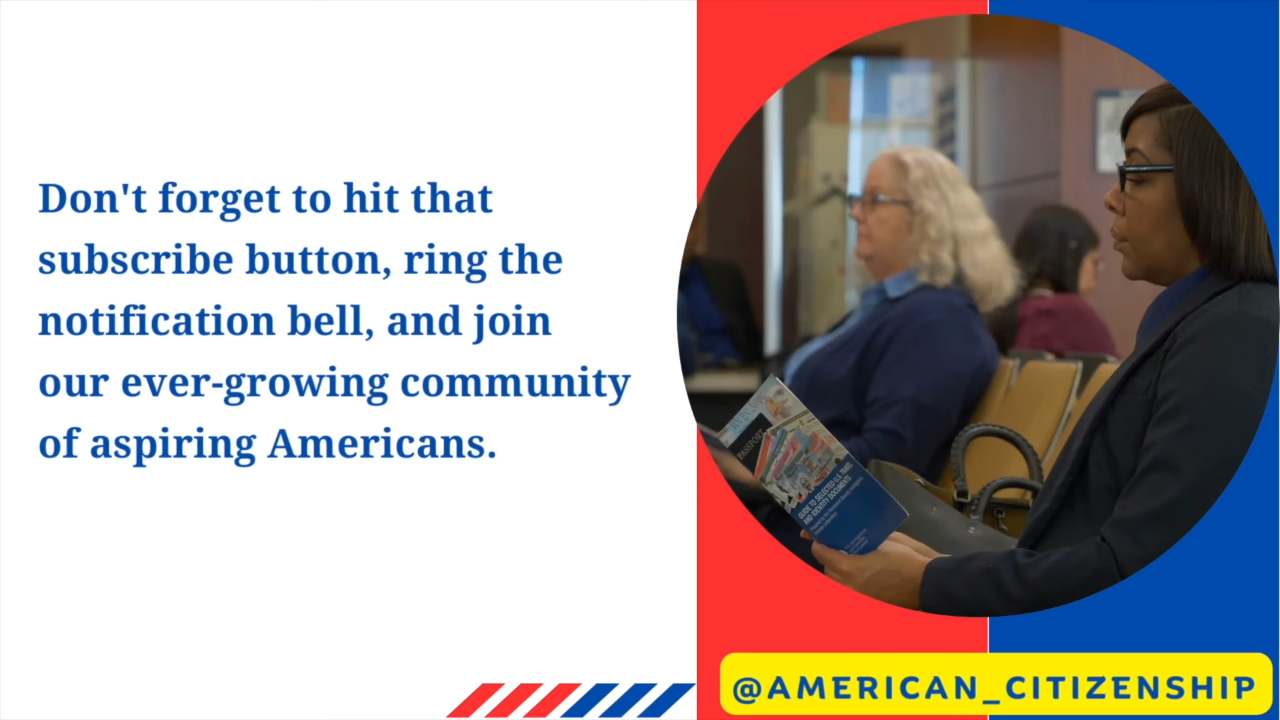 Don't forget to hit that
subscribe button, ring the
notification bell, and join
our ever-growing community
of aspiring Americans.
PASSPORT
GUIDE TO SELECTED U.S. TRAVEL
AND IDENTITY DOCUMENTS
@AMERICAN_CITIZENSHIP